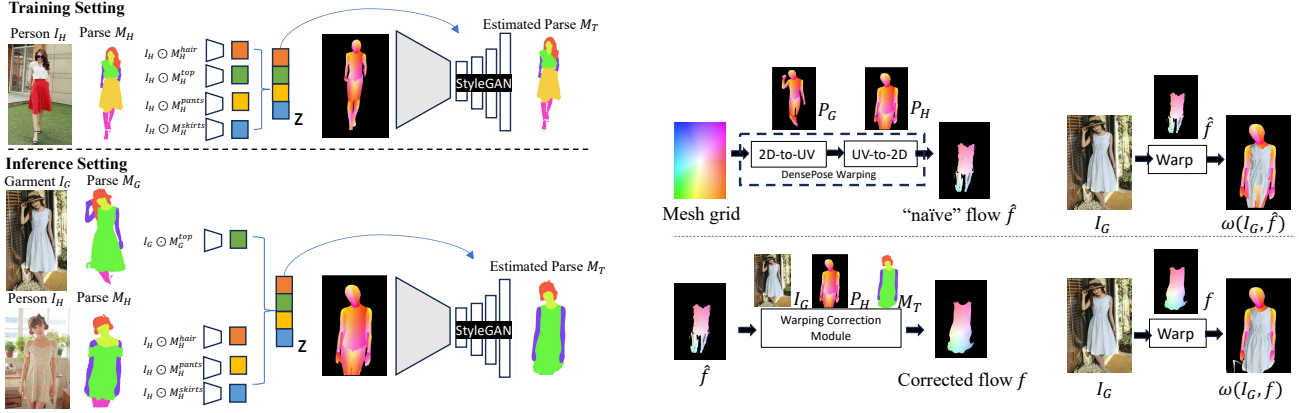 Training Setting
Person I_H Parse M_H
Estimated Parse M_T
I_H ⊙ M_H^hair
I_H ⊙ M_H^top
I_H ⊙ M_H^pants
I_H ⊙ M_H^skirts
Z
StyleGAN
Inference Setting
Garment I_G Parse M_G
I_G ⊙ M_G^top
Person I_H Parse M_H
Estimated Parse M_T
I_H ⊙ M_H^hair
I_H ⊙ M_H^pants
I_H ⊙ M_H^skirts
Z
StyleGAN
P_G
P_H
2D-to-UV
UV-to-2D
DensePose Warping
Mesh grid
“naïve” flow f̂
f̂
Warp
I_G
ω(I_G, f̂)
I_G
P_H
M_T
Warping Correction
Module
f̂
Corrected flow f
f
Warp
I_G
ω(I_G, f)